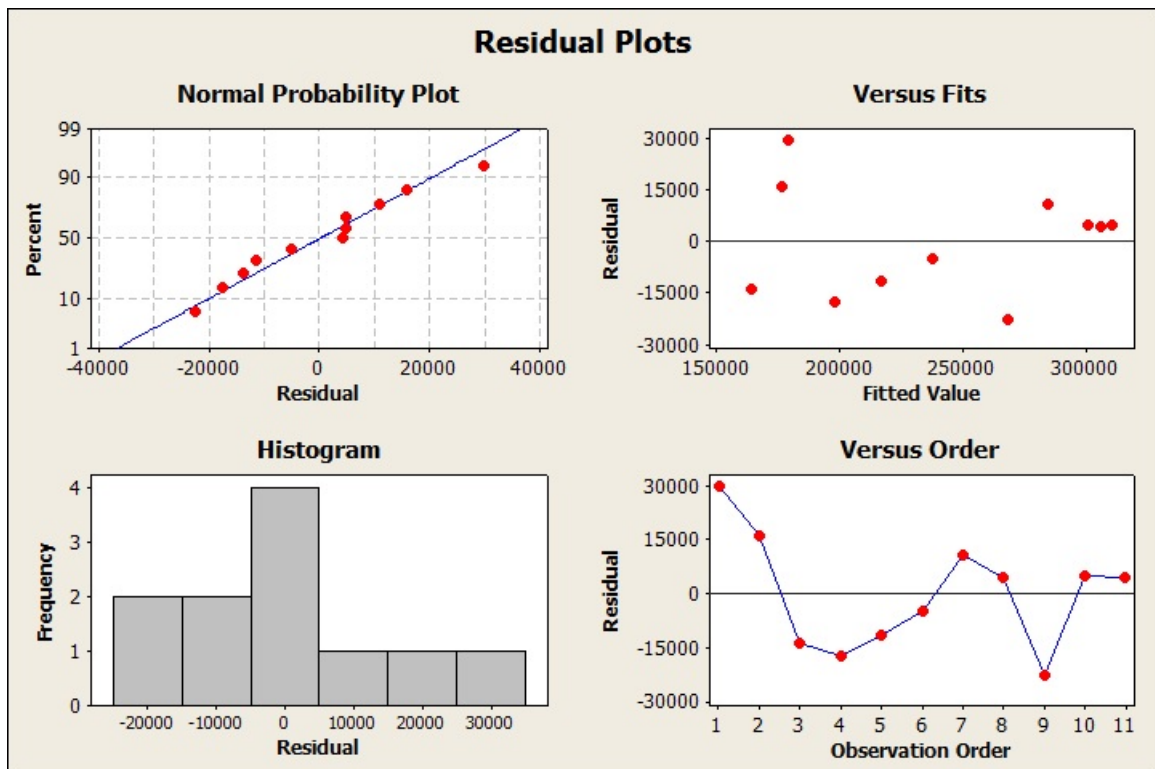 Residual Plots
Normal Probability Plot
99
90
50
10
1
Percent
-40000 -20000 0 20000 40000
Residual
Versus Fits
30000
15000
0
-15000
-30000
Residual
150000 200000 250000 300000
Fitted Value
Histogram
4
3
2
1
0
Frequency
-20000 -10000 0 10000 20000 30000
Residual
Versus Order
30000
15000
0
-15000
-30000
Residual
1 2 3 4 5 6 7 8 9 10 11
Observation Order